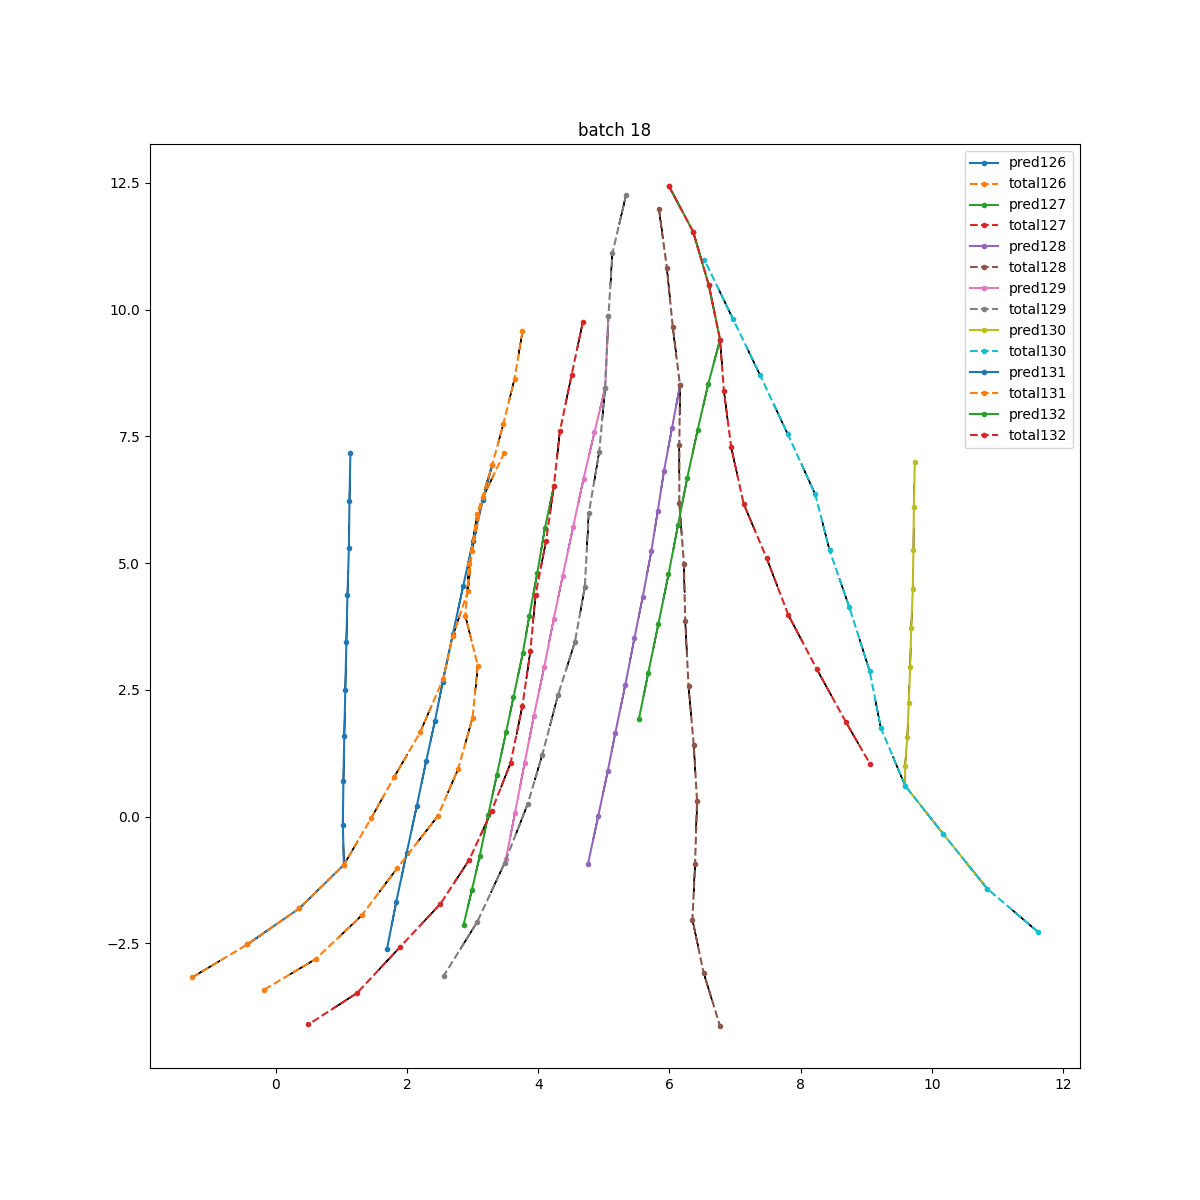 batch 18
pred126
total126
pred127
total127
pred128
total128
pred129
total129
pred130
total130
pred131
total131
pred132
total132
12.5
10.0
7.5
5.0
2.5
0.0
−2.5
0 2 4 6 8 10 12